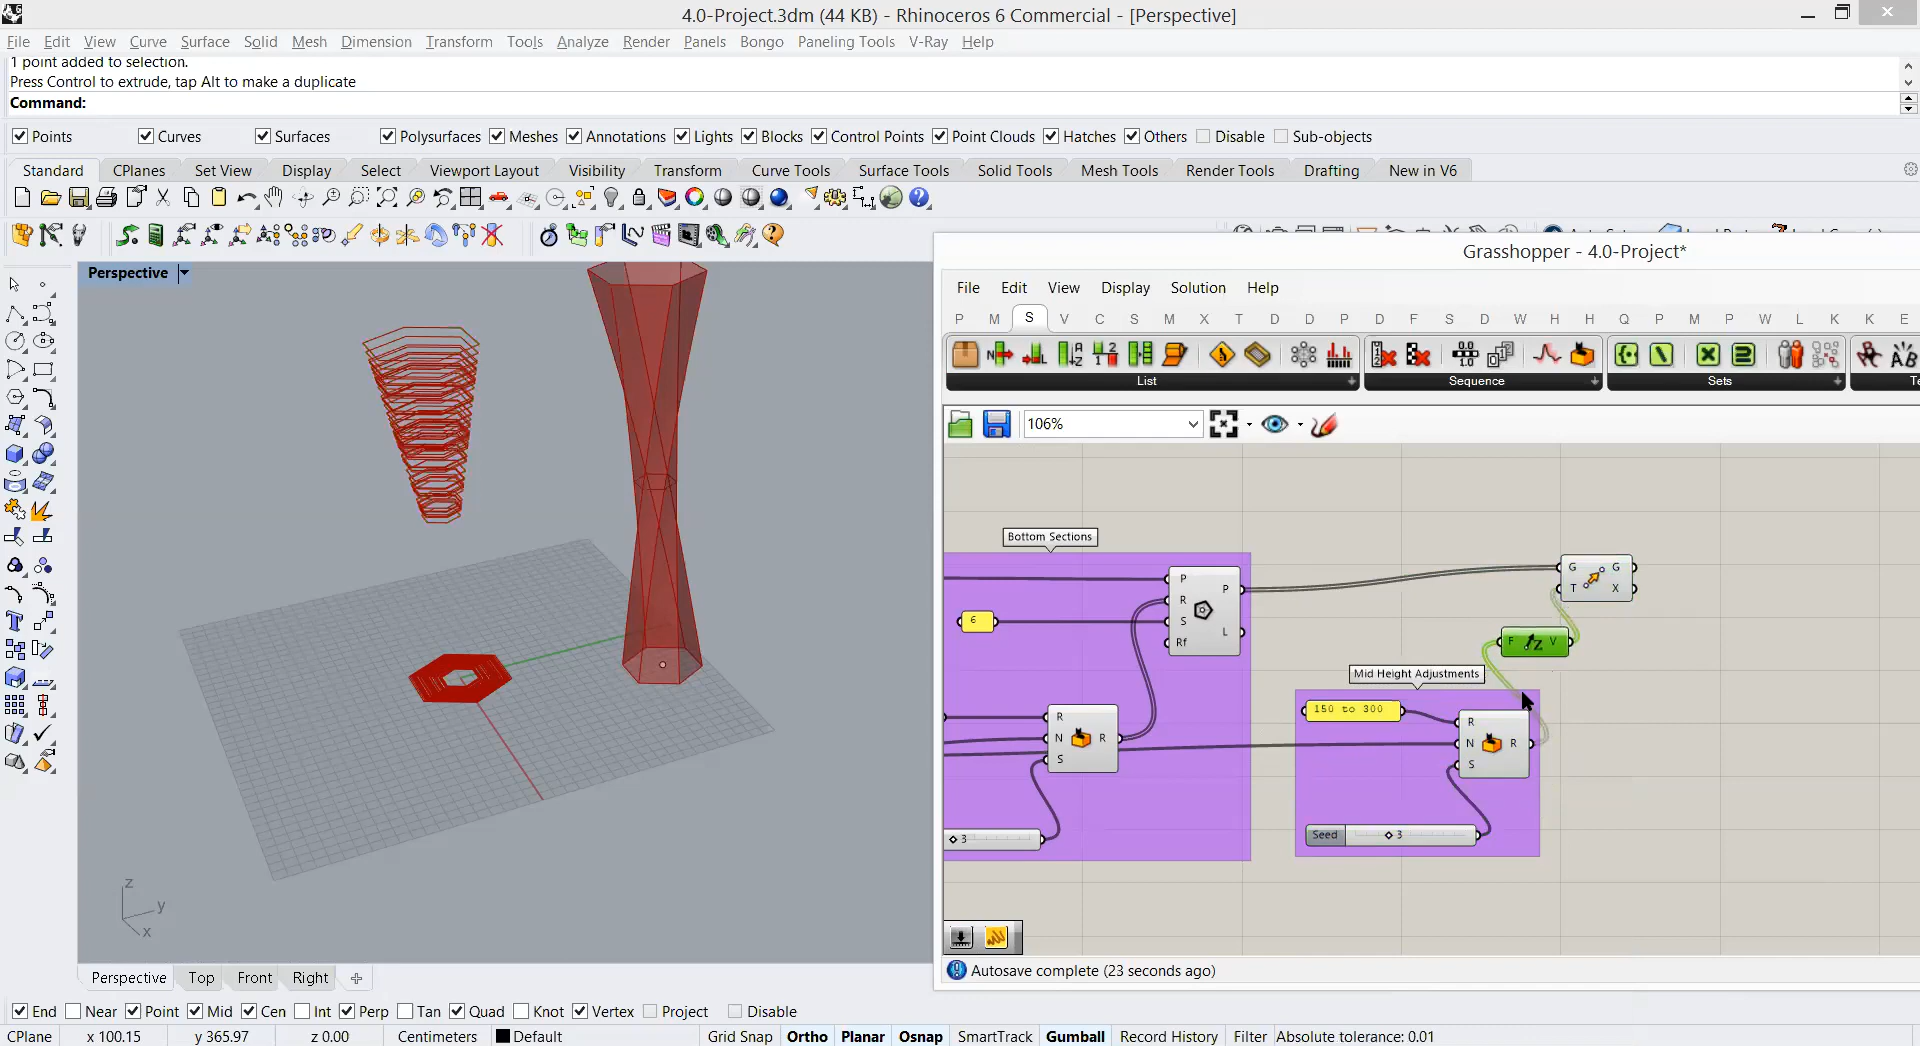 4.0-Project.3dm (44 KB) - Rhinoceros 6 Commercial - [Perspective]
File Edit View Curve Surface Solid Mesh Dimension Transform Tools Analyze Render Panels Bongo Paneling Tools V-Ray Help
1 point added to selection.
Press Control to extrude, tap Alt to make a duplicate
Command:
Points Curves Surfaces Polysurfaces Meshes Annotations Lights Blocks Control Points Point Clouds Hatches Others Disable Sub-objects
Standard CPlanes Set View Display Select Viewport Layout Visibility Transform Curve Tools Surface Tools Solid Tools Mesh Tools Render Tools Drafting New in V6
Perspective
Grasshopper - 4.0-Project*
File Edit View Display Solution Help
P M S V C S M X T D D P D F S D W H H Q P M P W L K K E
List Sequence Sets
106%
Bottom Sections
P R S Rf P L
6
R N S R
3
G T G X
F V
Mid Height Adjustments
150 to 300
R N S R
Seed 3
z y x
Autosave complete (23 seconds ago)
Perspective Top Front Right
End Near Point Mid Cen Int Perp Tan Quad Knot Vertex Project Disable
CPlane x 100.15 y 365.97 z 0.00 Centimeters Default Grid Snap Ortho Planar Osnap SmartTrack Gumball Record History Filter Absolute tolerance: 0.01